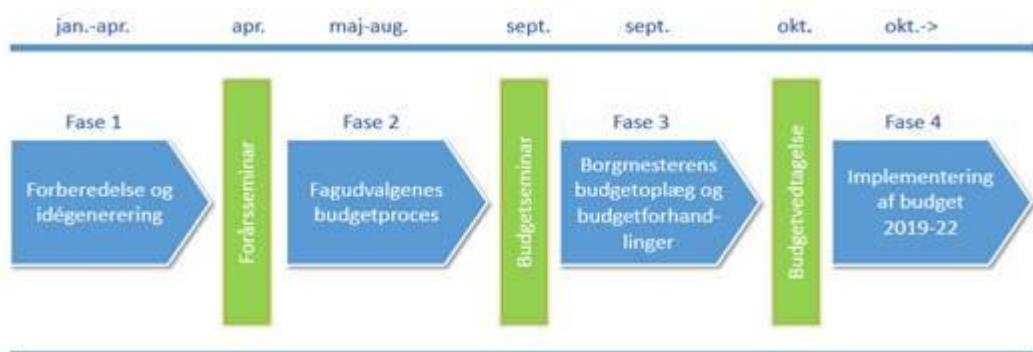 jan.-apr.
apr.
maj-aug.
sept.
sept.
okt.
okt.->
Fase 1
Forberedelse og
idégenerering
Forårsseminar
Fase 2
Fagudvalgenes
budgetproces
Budgetseminar
Fase 3
Borgmesterens
budgetoplæg og
budgetforhand-
linger
Budgetvedtagelse
Fase 4
Implementering
af budget
2019-22